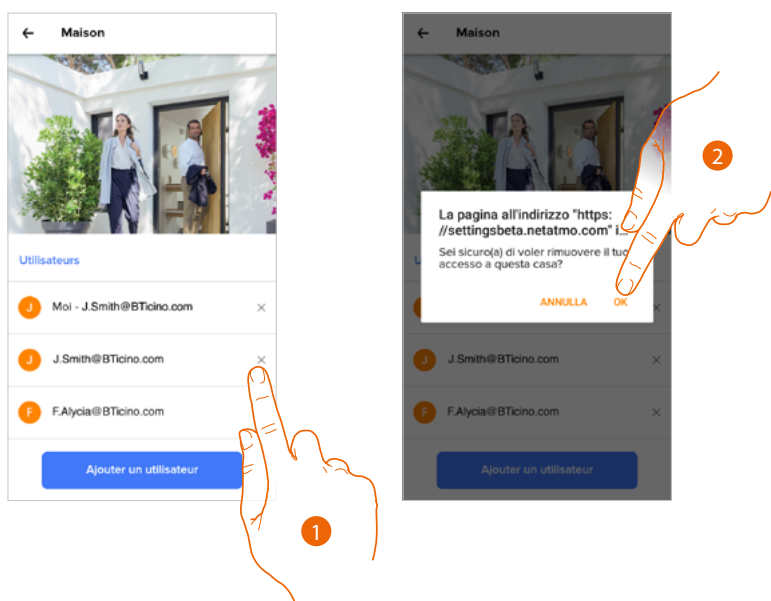 Maison
Utilisateurs
J
Moi - J.Smith@BTicino.com
J
J.Smith@BTicino.com
F
F.Alycia@BTicino.com
Ajouter un utilisateur
1
Maison
La pagina all'indirizzo "https:
//settingsbeta.netatmo.com" i...
Sei sicuro(a) di voler rimuovere il tuo
accesso a questa casa?
ANNULLA
OK
J
J.Smith@BTicino.com
F
F.Alycia@BTicino.com
Ajouter un utilisateur
2